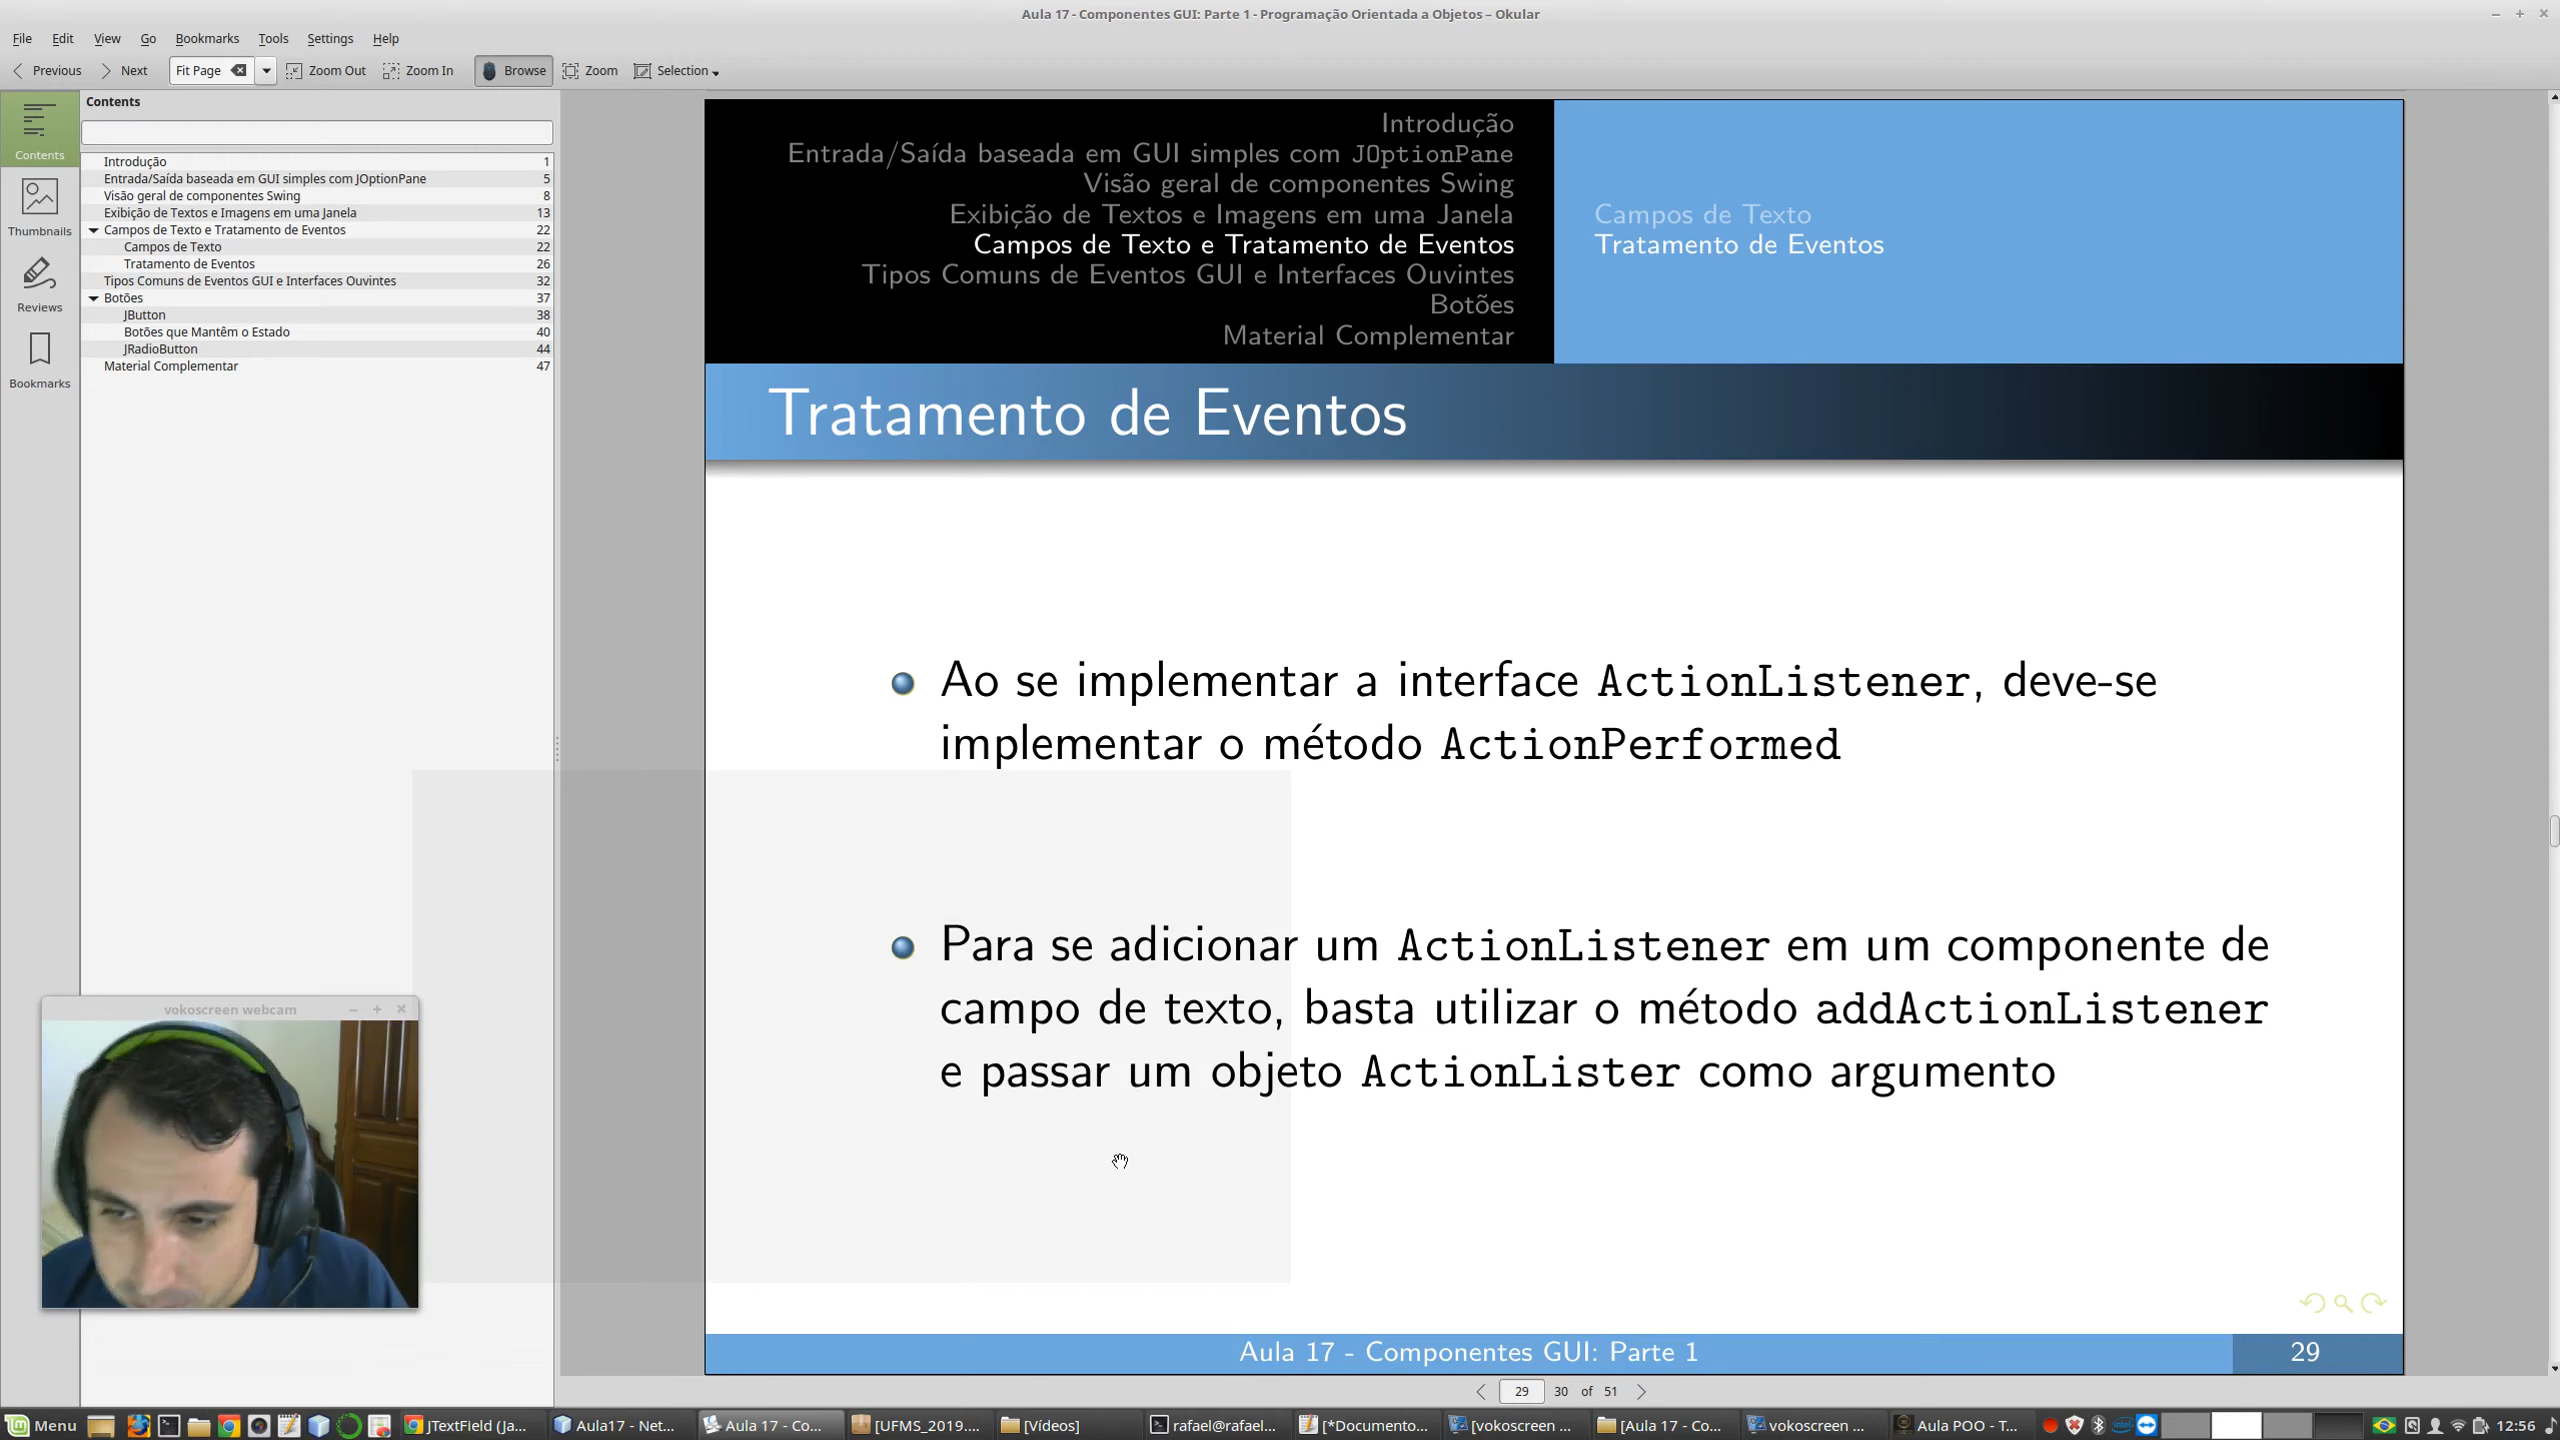 Aula 17 - Componentes GUI: Parte 1 - Programação Orientada a Objetos – Okular
File Edit View Go Bookmarks Tools Settings Help
Previous Next Fit Page Zoom Out Zoom In Browse Zoom Selection
Contents
Contents
Thumbnails
Reviews
Bookmarks
Introdução 1
Entrada/Saída baseada em GUI simples com JOptionPane 5
Visão geral de componentes Swing 8
Exibição de Textos e Imagens em uma Janela 13
Campos de Texto e Tratamento de Eventos 22
Campos de Texto 22
Tratamento de Eventos 26
Tipos Comuns de Eventos GUI e Interfaces Ouvintes 32
Botões 37
JButton 38
Botões que Mantêm o Estado 40
JRadioButton 44
Material Complementar 47
Introdução
Entrada/Saída baseada em GUI simples com JOptionPane
Visão geral de componentes Swing
Exibição de Textos e Imagens em uma Janela
Campos de Texto e Tratamento de Eventos
Tipos Comuns de Eventos GUI e Interfaces Ouvintes
Botões
Material Complementar
Campos de Texto
Tratamento de Eventos
Tratamento de Eventos
Ao se implementar a interface ActionListener, deve-se
implementar o método ActionPerformed
Para se adicionar um ActionListener em um componente de
campo de texto, basta utilizar o método addActionListener
e passar um objeto ActionLister como argumento
Aula 17 - Componentes GUI: Parte 1 29
vokoscreen webcam
29 30 of 51
Menu JTextField (Ja... Aula17 - Net... Aula 17 - Co... [UFMS_2019.... [Vídeos] rafael@rafael... [*Documento... [vokoscreen ... [Aula 17 - Co... vokoscreen ... Aula POO - T... 12:56